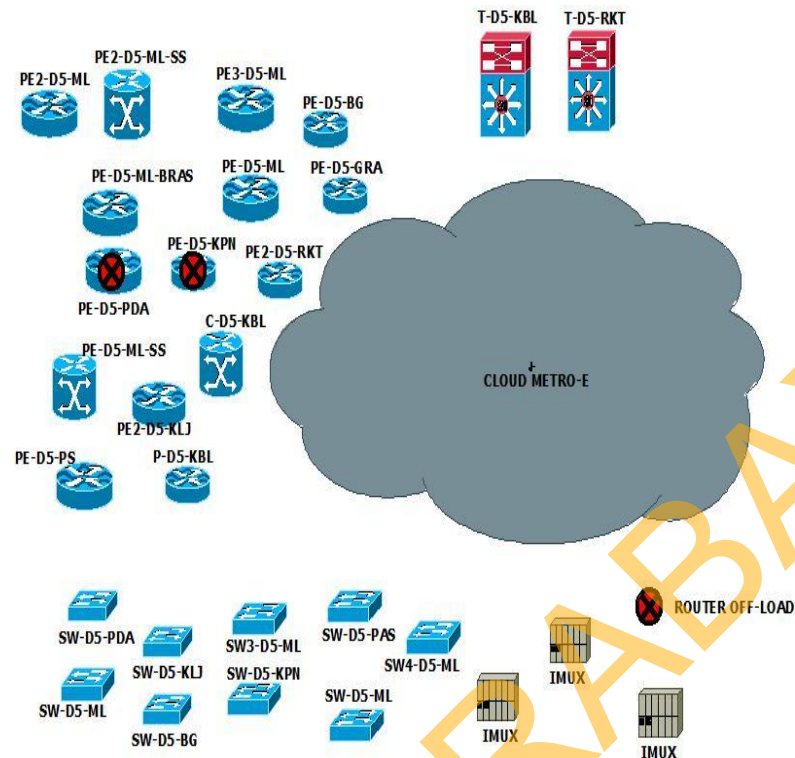 T-D5-KBL
T-D5-RKT
PE2-D5-ML-SS
PE2-D5-ML
PE3-D5-ML
PE-D5-BG
PE-D5-ML-BRAS
PE-D5-ML
PE-D5-GRA
PE-D5-KPN
PE2-D5-RKT
PE-D5-PDA
C-D5-KBL
PE-D5-ML-SS
CLOUD METRO-E
PE2-D5-KLJ
PE-D5-PS
P-D5-KBL
ROUTER OFF-LOAD
SW-D5-PDA
SW3-D5-ML
SW-D5-PAS
SW-D5-KLJ
SW4-D5-ML
SW-D5-KPN
IMUX
SW-D5-ML
SW-D5-ML
SW-D5-BG
IMUX
IMUX